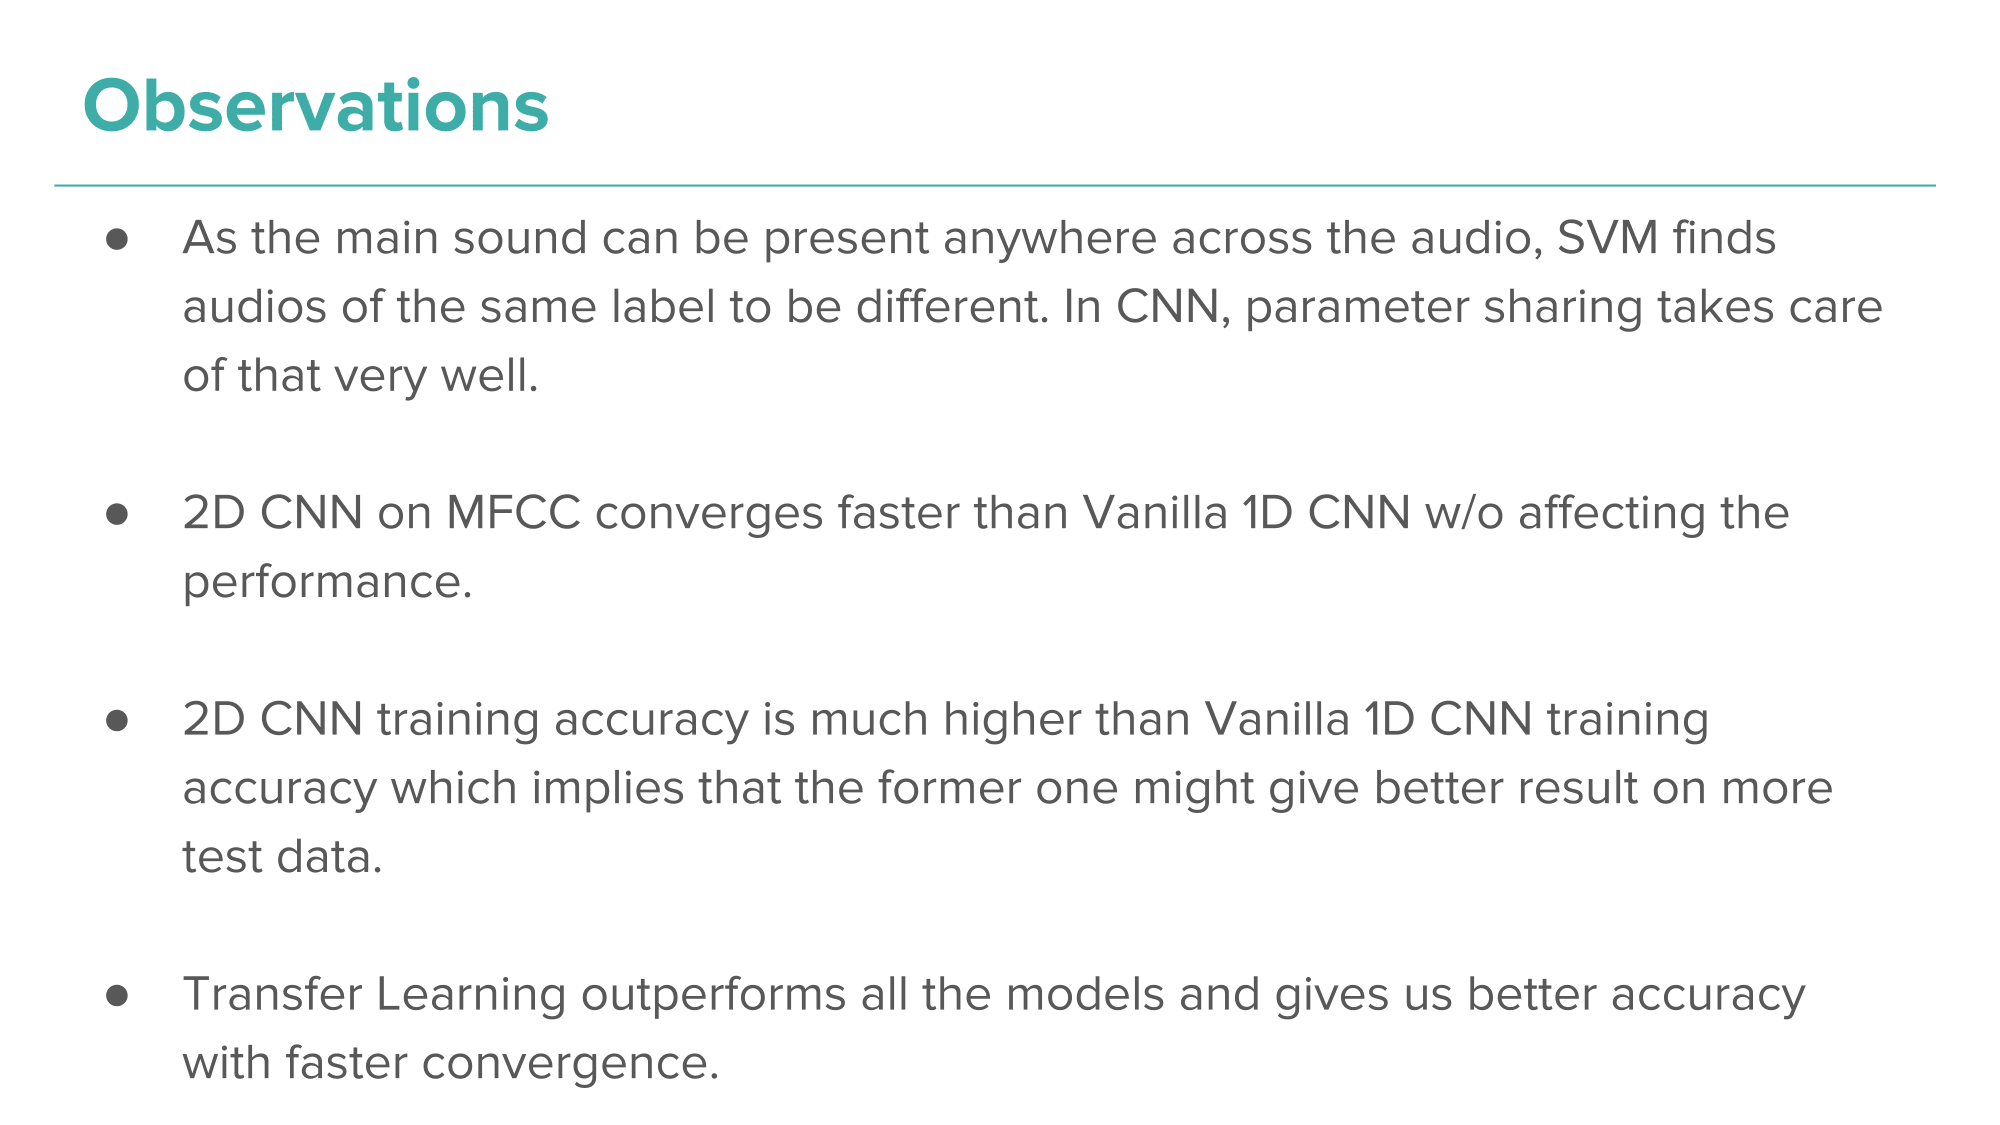 Observations
● As the main sound can be present anywhere across the audio, SVM finds
audios of the same label to be different. In CNN, parameter sharing takes care
of that very well.
● 2D CNN on MFCC converges faster than Vanilla 1D CNN w/o affecting the
performance.
● 2D CNN training accuracy is much higher than Vanilla 1D CNN training
accuracy which implies that the former one might give better result on more
test data.
● Transfer Learning outperforms all the models and gives us better accuracy
with faster convergence.